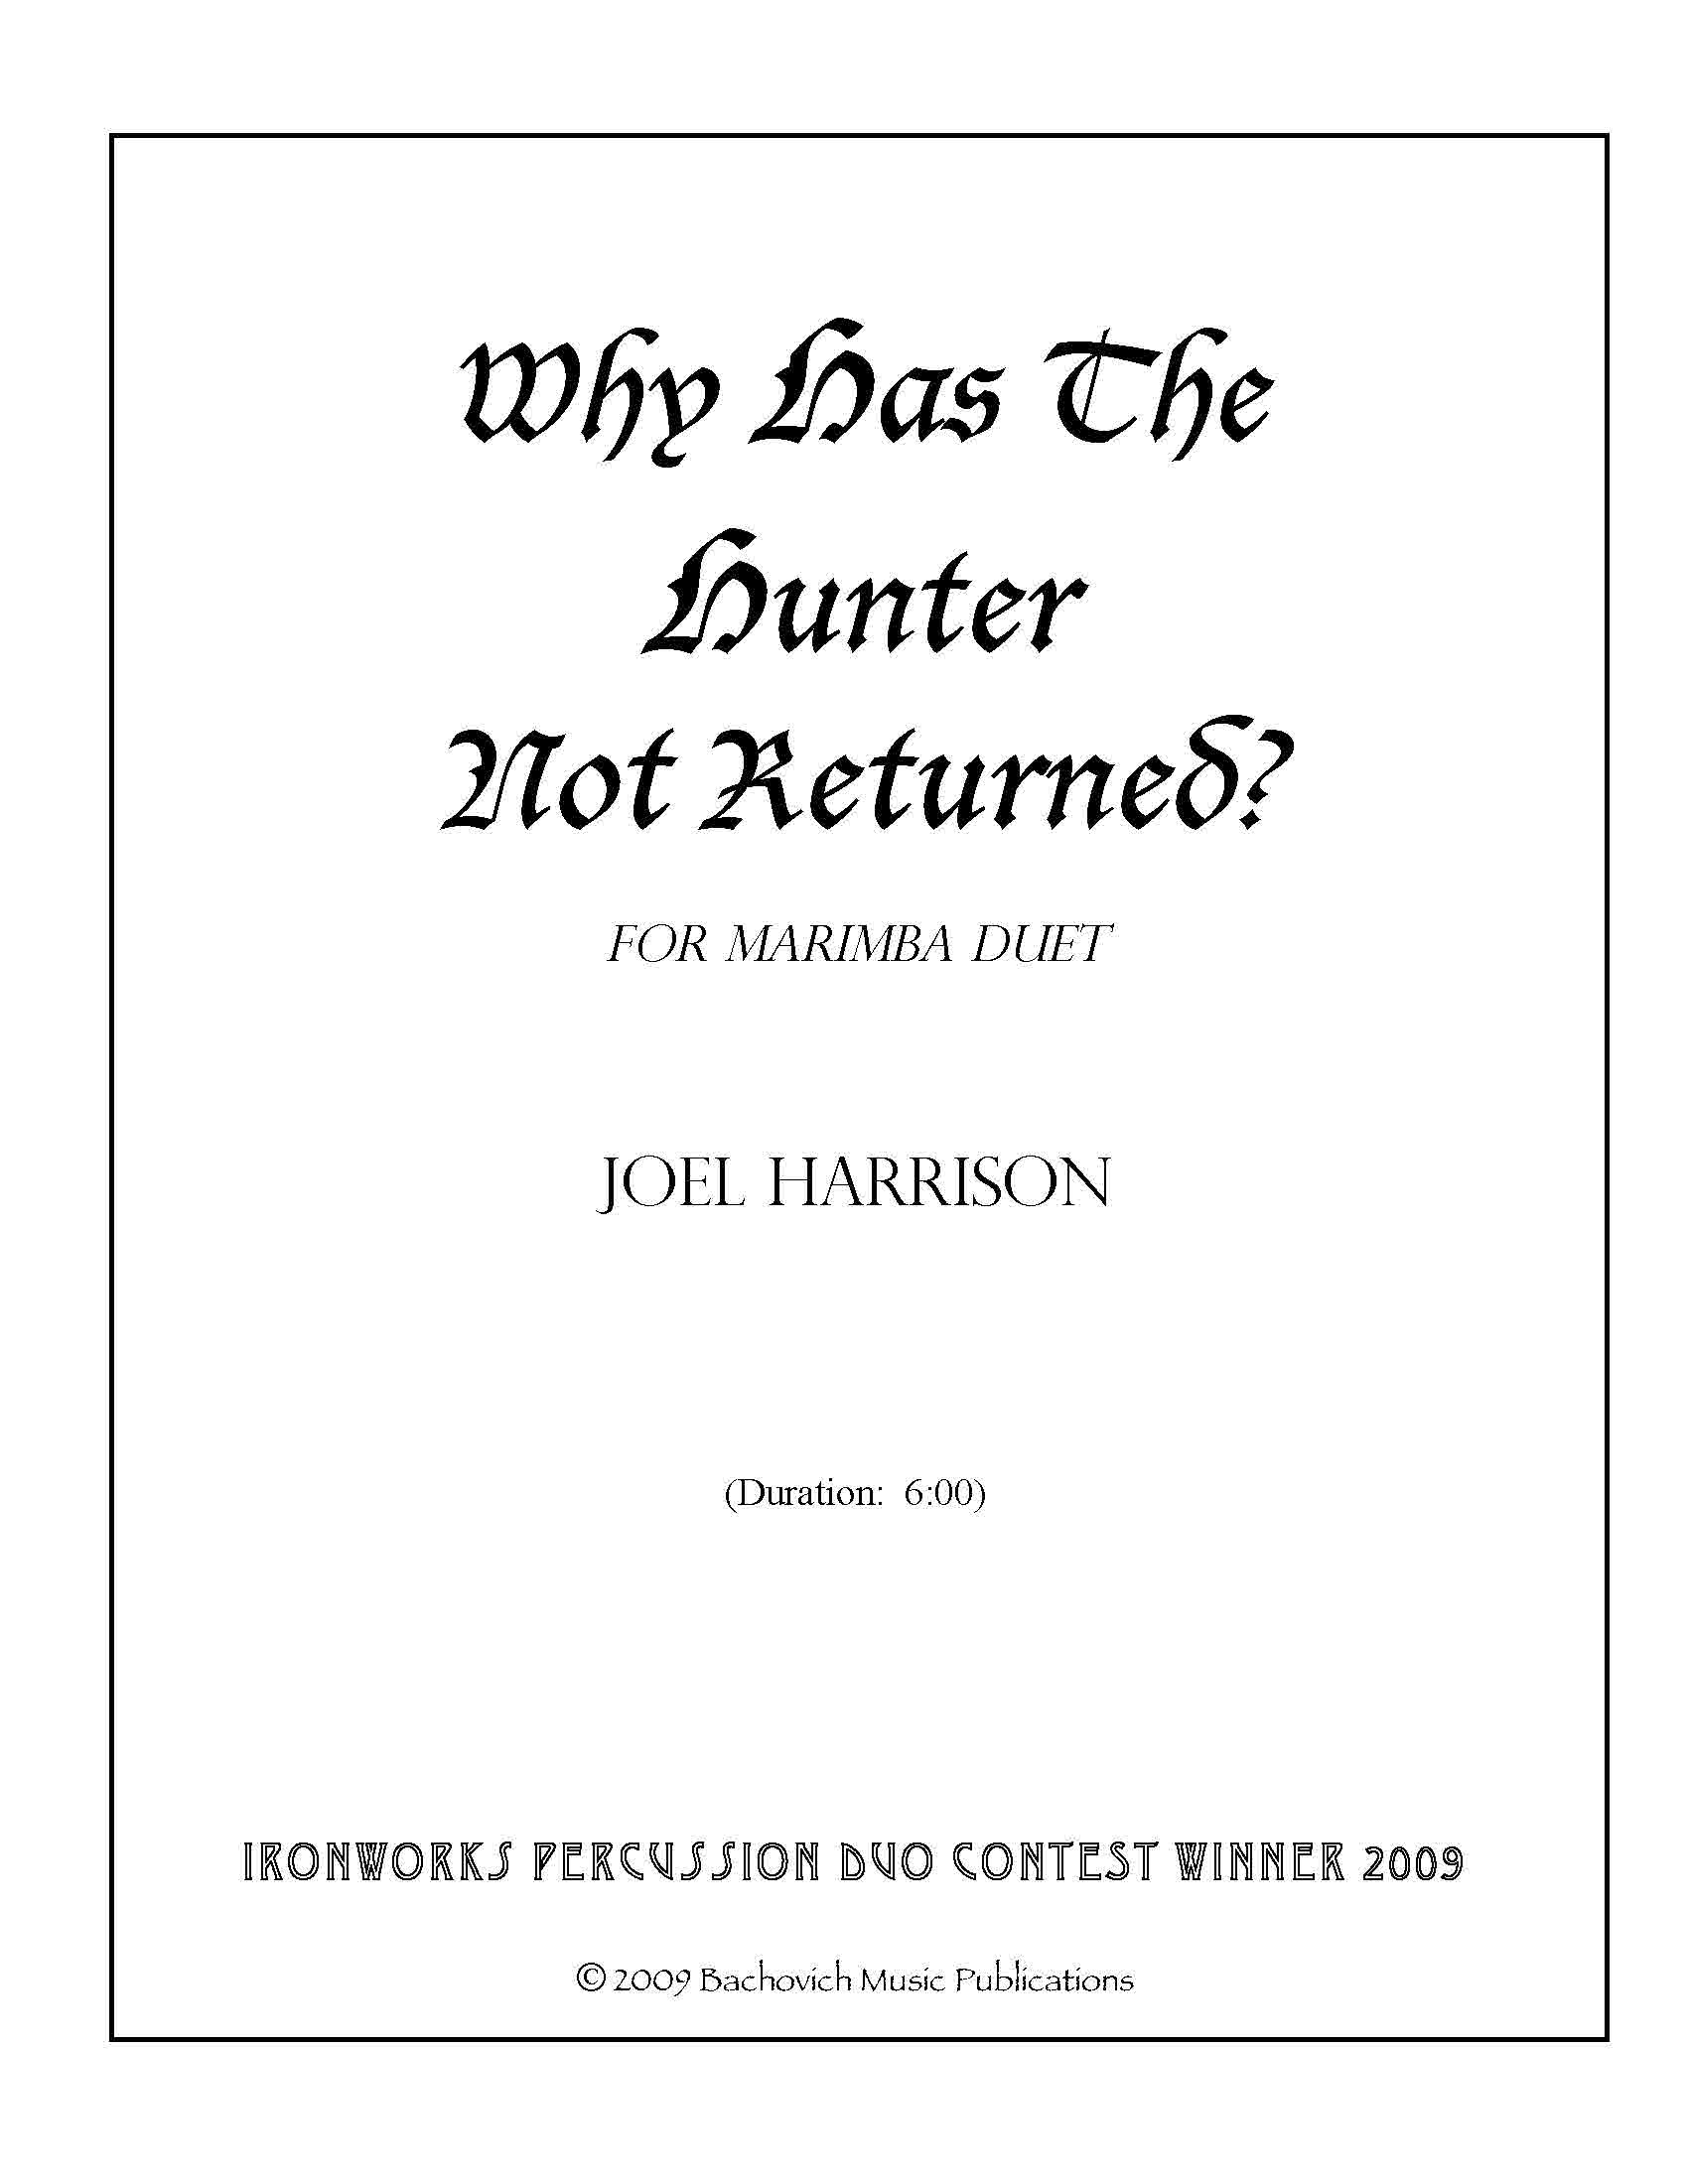 Why Has The
Hunter
Not Returned?
FOR MARIMBA DUET
JOEL HARRISON
(Duration: 6:00)
IRONWORKS PERCUSSION DUO CONTEST WINNER 2009
© 2009 Bachovich Music Publications